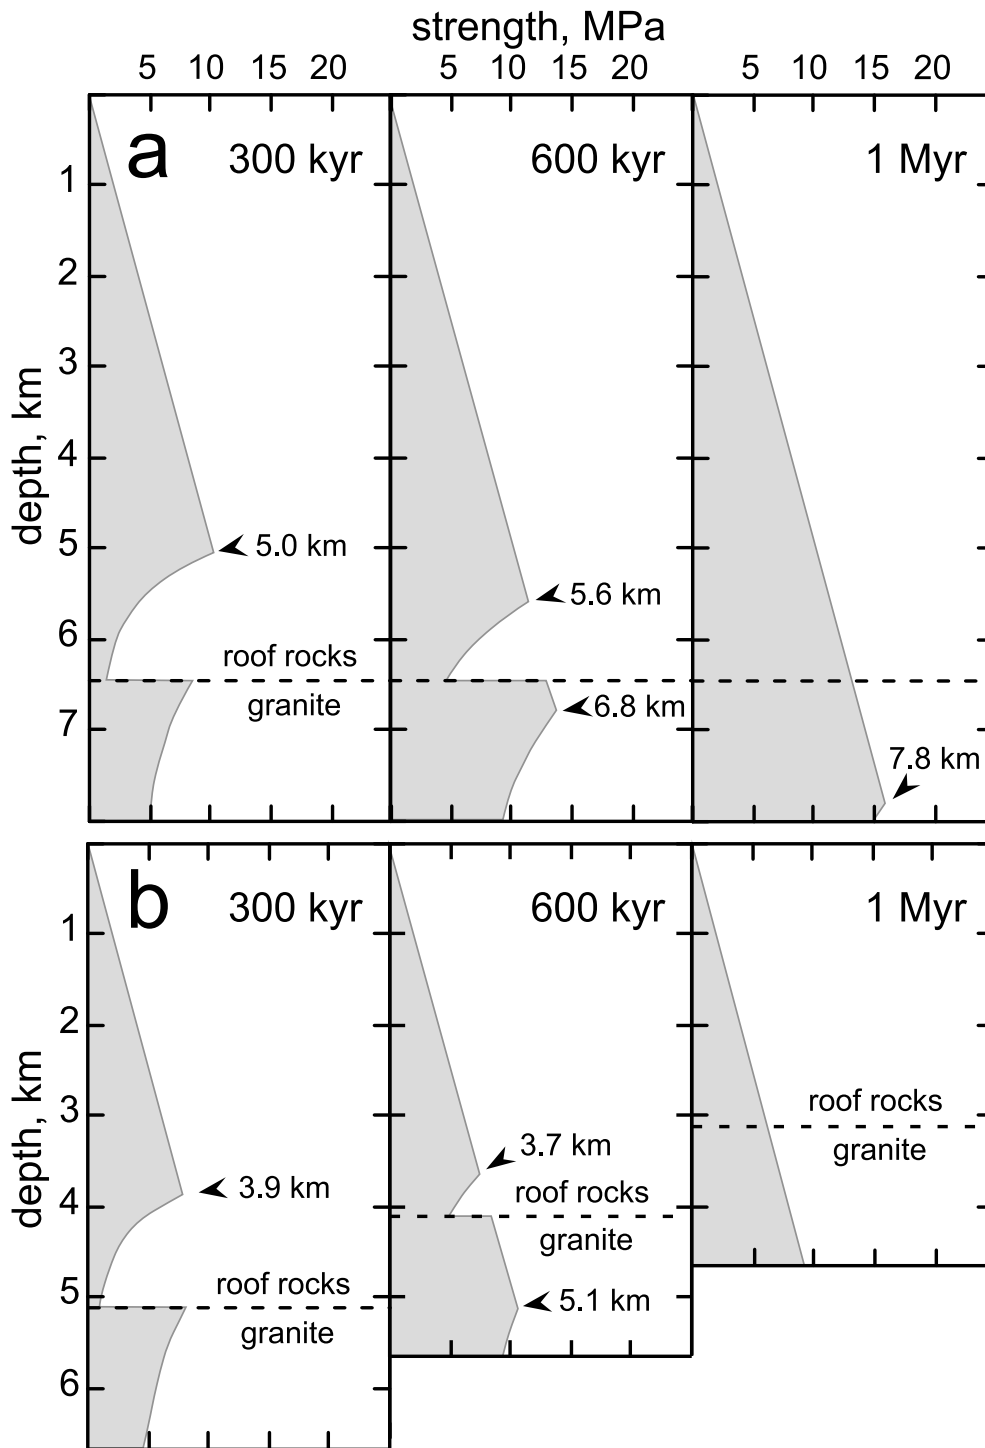 strength, MPa
5 10 15 20 5 10 15 20 5 10 15 20
a 300 kyr 600 kyr 1 Myr
1
2
3
4
5
6
7
depth, km
5.0 km
5.6 km
roof rocks
granite
6.8 km
7.8 km
b 300 kyr 600 kyr 1 Myr
1
2
3
4
5
6
depth, km
3.9 km
roof rocks
granite
3.7 km
roof rocks
granite
5.1 km
roof rocks
granite